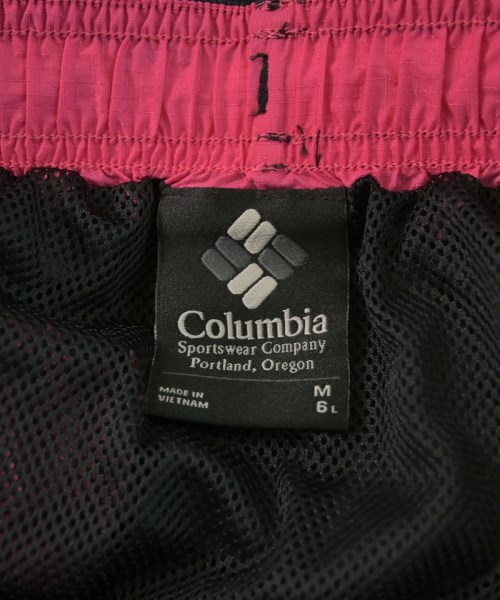 Columbia
Sportswear Company
Portland, Oregon
MADE IN
VIETNAM
M
6L